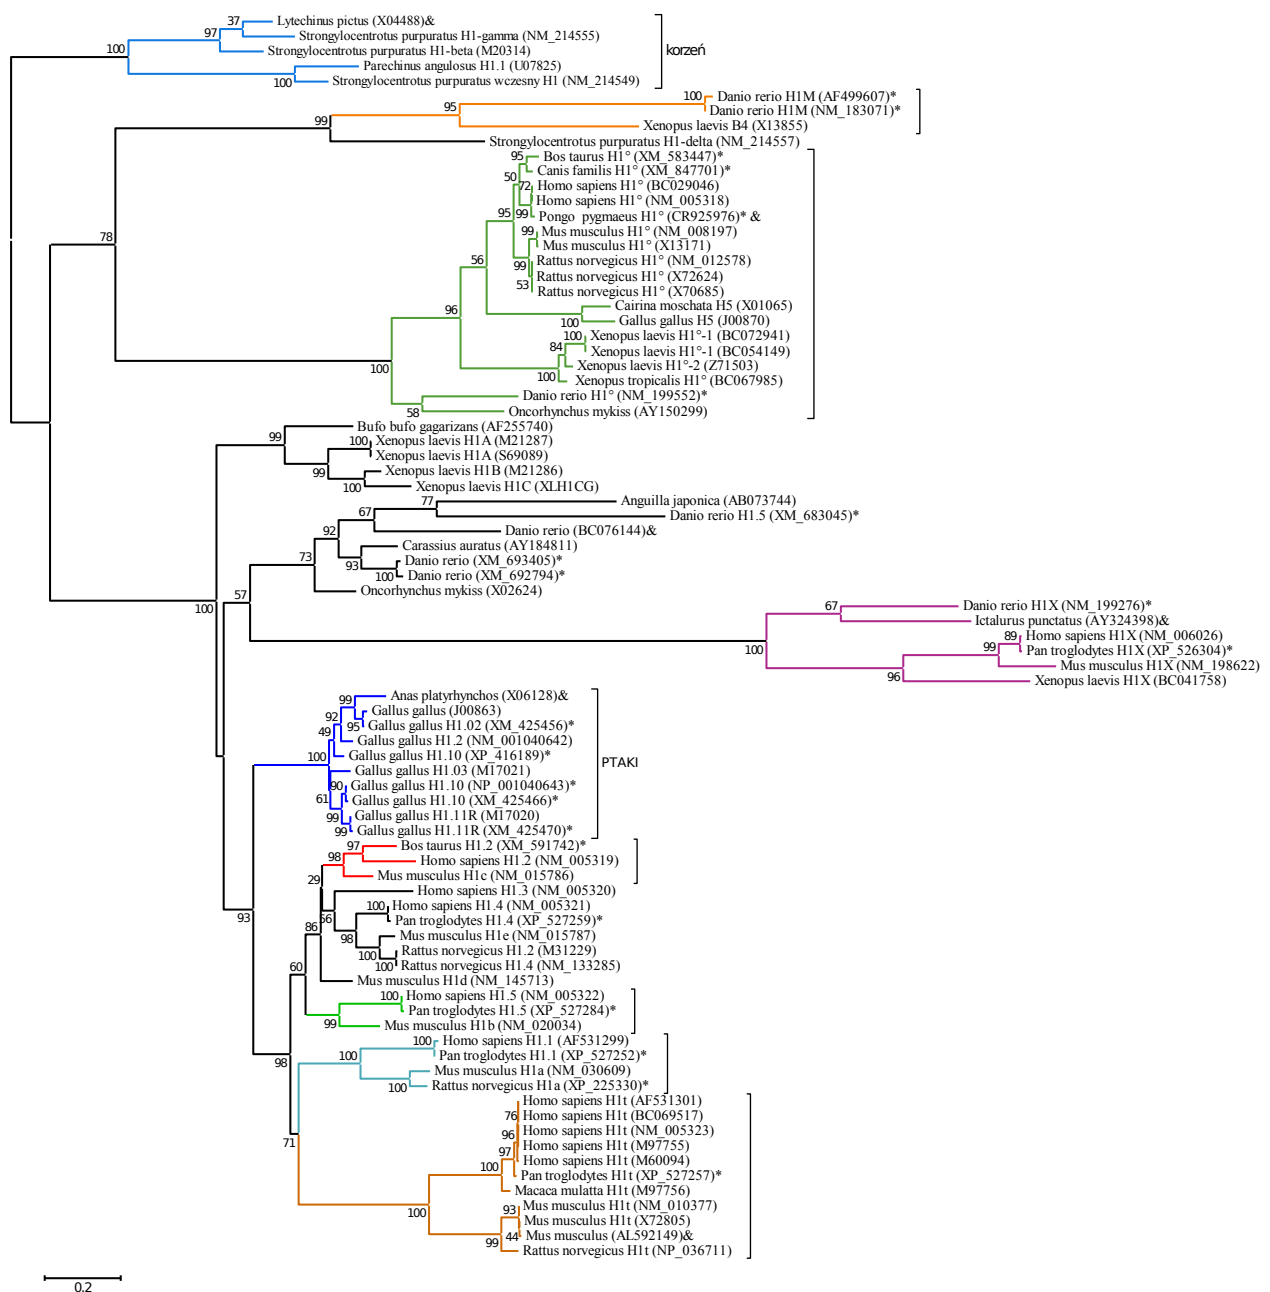 37 Lytechinus pictus (X04488)&
97 Strongylocentrotus purpuratus H1-gamma (NM_214555)
100 Strongylocentrotus purpuratus H1-beta (M20314) korzeń
Parechinus angulosus H1.1 (U07825)
100 Strongylocentrotus purpuratus wczesny H1 (NM_214549)
100 Danio rerio H1M (AF499607)*
95 Danio rerio H1M (NM_183071)*
99 Xenopus laevis B4 (X13855)
Strongylocentrotus purpuratus H1-delta (NM_214557)
95 Bos taurus H1° (XM_583447)*
Canis familis H1° (XM_847701)*
50 72 Homo sapiens H1° (BC029046)
Homo sapiens H1° (NM_005318)
95 99 Pongo pygmaeus H1° (CR925976)* &
99 Mus musculus H1° (NM_008197)
78 Mus musculus H1° (X13171)
56 99 Rattus norvegicus H1° (NM_012578)
Rattus norvegicus H1° (X72624)
53 Rattus norvegicus H1° (X70685)
96 Cairina moschata H5 (X01065)
100 Gallus gallus H5 (J00870)
100 Xenopus laevis H1°-1 (BC072941)
84 Xenopus laevis H1°-1 (BC054149)
Xenopus laevis H1°-2 (Z71503)
100 100 Xenopus tropicalis H1° (BC067985)
Danio rerio H1° (NM_199552)*
58 Oncorhynchus mykiss (AY150299)
Bufo bufo gagarizans (AF255740)
99 100 Xenopus laevis H1A (M21287)
Xenopus laevis H1A (S69089)
99 Xenopus laevis H1B (M21286)
100 Xenopus laevis H1C (XLH1CG)
77 Anguilla japonica (AB073744)
67 Danio rerio H1.5 (XM_683045)*
92 Danio rerio (BC076144)&
Carassius auratus (AY184811)
73 93 Danio rerio (XM_693405)*
100 Danio rerio (XM_692794)*
57 Oncorhynchus mykiss (X02624)
100 67 Danio rerio H1X (NM_199276)*
Ictalurus punctatus (AY324398)&
89 Homo sapiens H1X (NM_006026)
100 99 Pan troglodytes H1X (XP_526304)*
Mus musculus H1X (NM_198622)
96 Xenopus laevis H1X (BC041758)
99 Anas platyrhynchos (X06128)&
92 Gallus gallus (J00863)
95 Gallus gallus H1.02 (XM_425456)*
49 Gallus gallus H1.2 (NM_001040642)
100 Gallus gallus H1.10 (XP_416189)* PTAKI
Gallus gallus H1.03 (M17021)
90 Gallus gallus H1.10 (NP_001040643)*
61 Gallus gallus H1.10 (XM_425466)*
99 Gallus gallus H1.11R (M17020)
99 Gallus gallus H1.11R (XM_425470)*
97 Bos taurus H1.2 (XM_591742)*
98 Homo sapiens H1.2 (NM_005319)
29 Mus musculus H1c (NM_015786)
Homo sapiens H1.3 (NM_005320)
100 Homo sapiens H1.4 (NM_005321)
93 56 Pan troglodytes H1.4 (XP_527259)*
86 98 Mus musculus H1e (NM_015787)
100 Rattus norvegicus H1.2 (M31229)
60 100 Rattus norvegicus H1.4 (NM_133285)
Mus musculus H1d (NM_145713)
100 Homo sapiens H1.5 (NM_005322)
Pan troglodytes H1.5 (XP_527284)*
99 Mus musculus H1b (NM_020034)
100 Homo sapiens H1.1 (AF531299)
98 100 Pan troglodytes H1.1 (XP_527252)*
Mus musculus H1a (NM_030609)
100 Rattus norvegicus H1a (XP_225330)*
Homo sapiens H1t (AF531301)
76 Homo sapiens H1t (BC069517)
71 96 Homo sapiens H1t (NM_005323)
97 Homo sapiens H1t (M97755)
Homo sapiens H1t (M60094)
100 Pan troglodytes H1t (XP_527257)*
Macaca mulatta H1t (M97756)
100 93 Mus musculus H1t (NM_010377)
Mus musculus H1t (X72805)
44 Mus musculus (AL592149)&
99 Rattus norvegicus H1t (NP_036711)
0.2